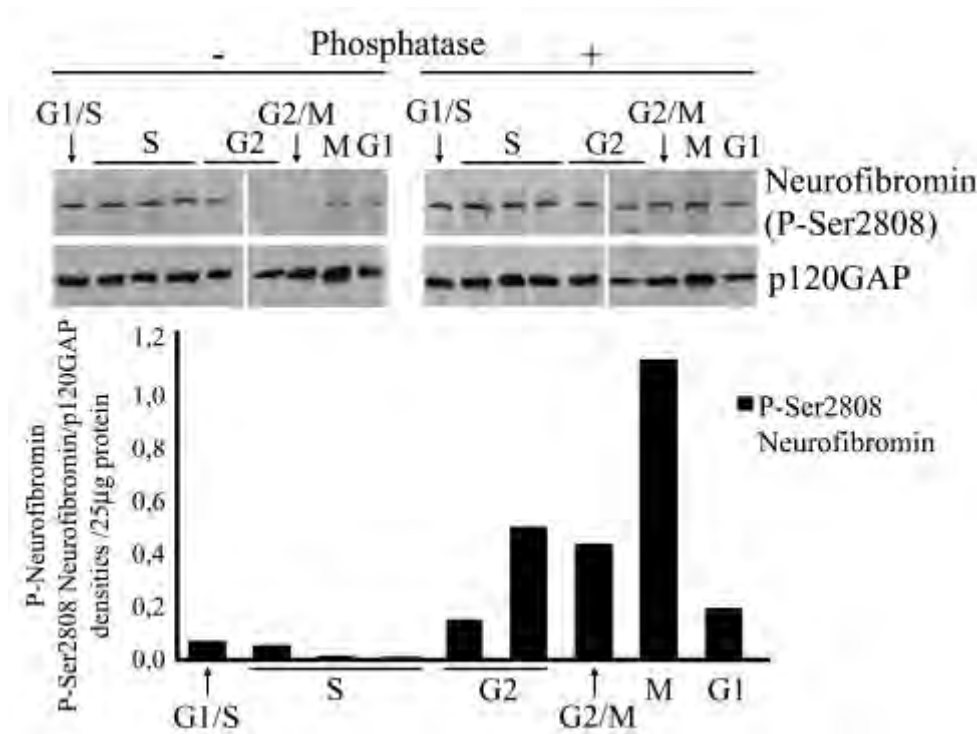 Phosphatase
- +
G1/S G2/M G1/S G2/M
S G2 M G1 S G2 M G1
Neurofibromin
(P-Ser2808)
p120GAP
P-Neurofibromin
P-Ser2808 Neurofibromin/p120GAP
densities /25µg protein
1,2
1,0
0,8
0,6
0,4
0,2
0,0
P-Ser2808
Neurofibromin
S G2 M G1
G1/S G2/M